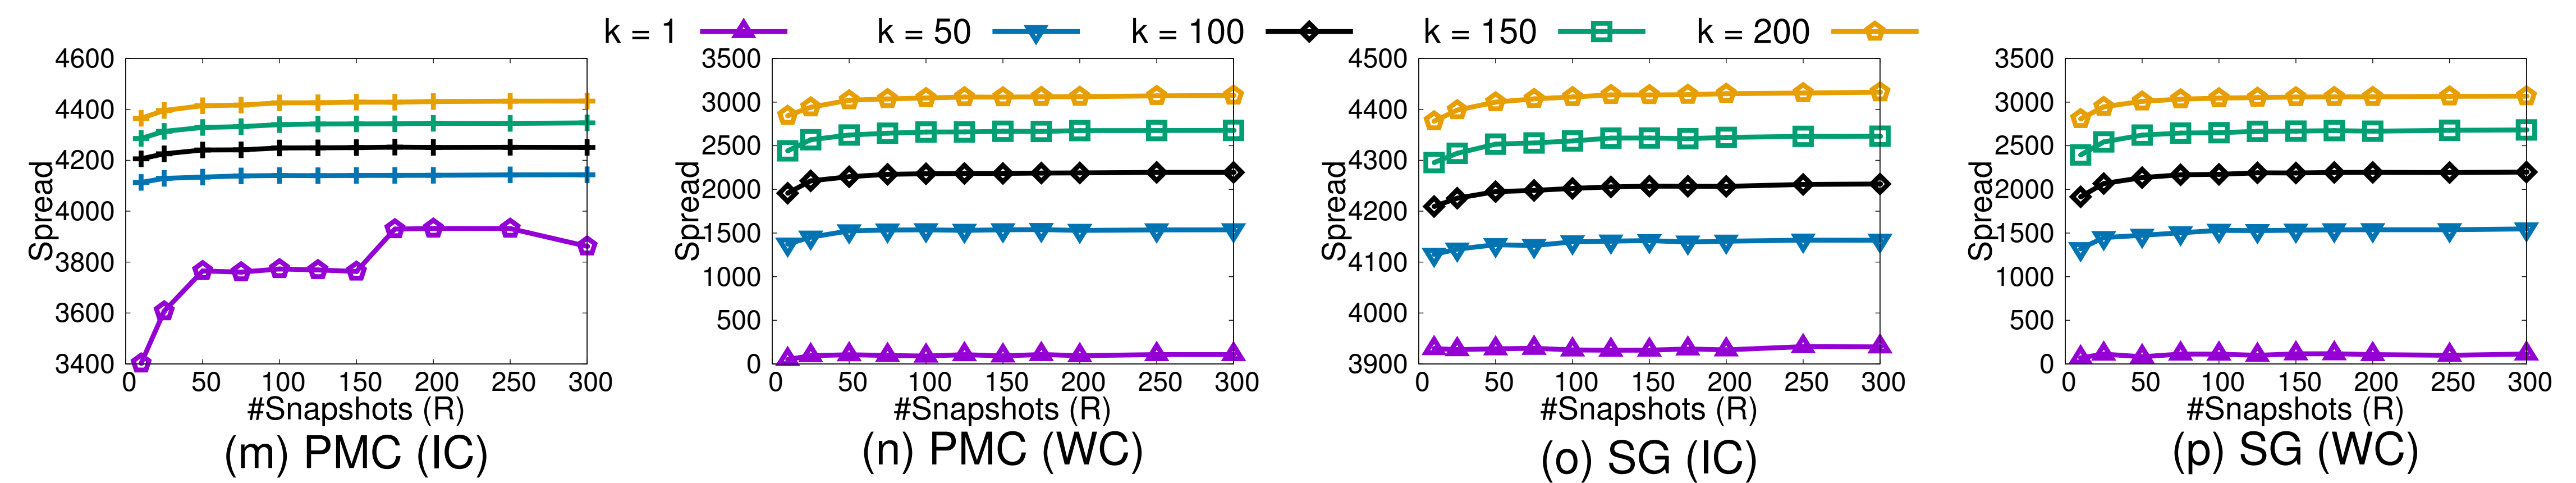 k = 1 k = 50 k = 100 k = 150 k = 200
4600
4400
4200
4000
3800
3600
3400
Spread
0 50 100 150 200 250 300
#Snapshots (R)
(m) PMC (IC)
3500
3000
2500
2000
1500
1000
500
0
Spread
0 50 100 150 200 250 300
#Snapshots (R)
(n) PMC (WC)
4500
4400
4300
4200
4100
4000
3900
Spread
0 50 100 150 200 250 300
#Snapshots (R)
(o) SG (IC)
3500
3000
2500
2000
1500
1000
500
0
Spread
0 50 100 150 200 250 300
#Snapshots (R)
(p) SG (WC)